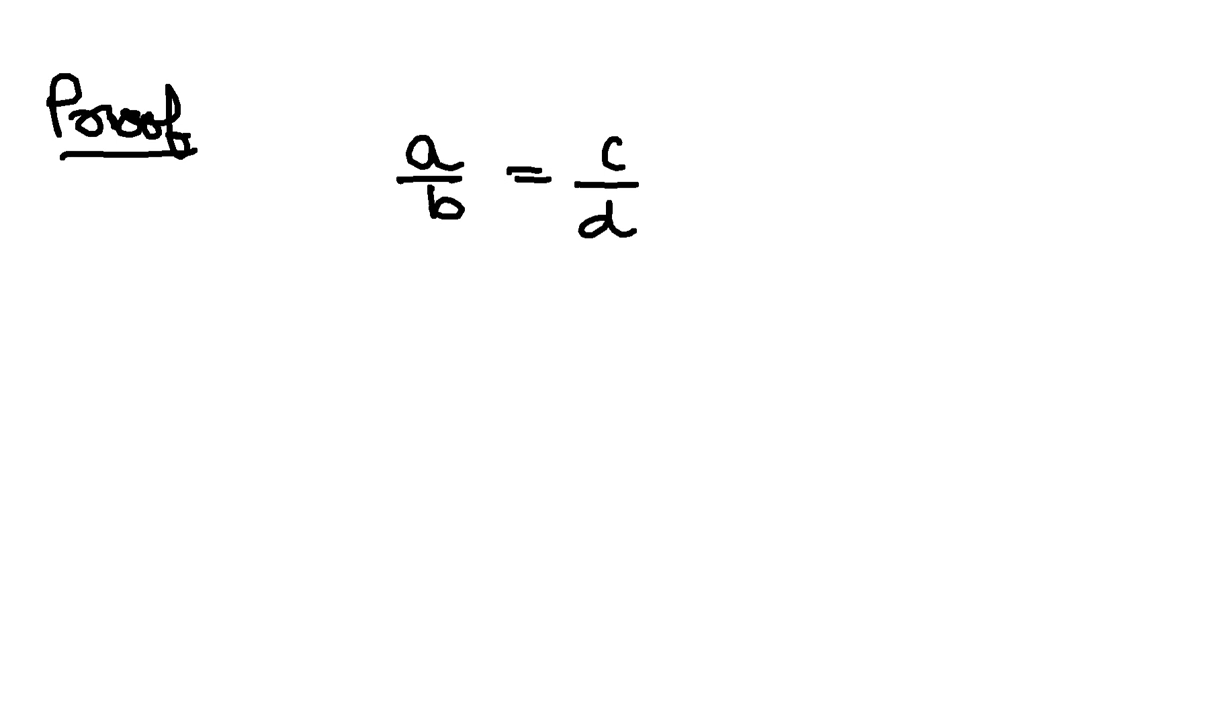 Proof
a/b = c/d